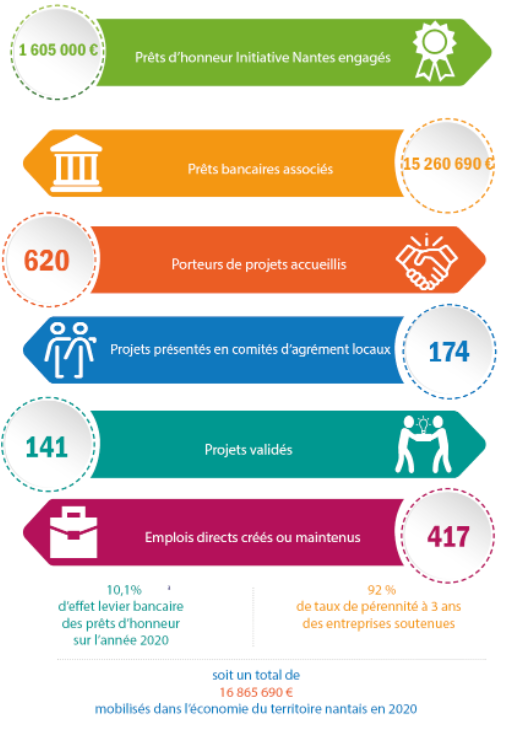 1 605 000 €
Prêts d'honneur Initiative Nantes engagés
Prêts bancaires associés
15 260 690 €
620
Porteurs de projets accueillis
Projets présentés en comités d'agrément locaux
174
141
Projets validés
Emplois directs créés ou maintenus
417
10,1%
d'effet levier bancaire
des prêts d'honneur
sur l'année 2020
92 %
de taux de pérennité à 3 ans
des entreprises soutenues
soit un total de
16 865 690 €
mobilisés dans l'économie du territoire nantais en 2020